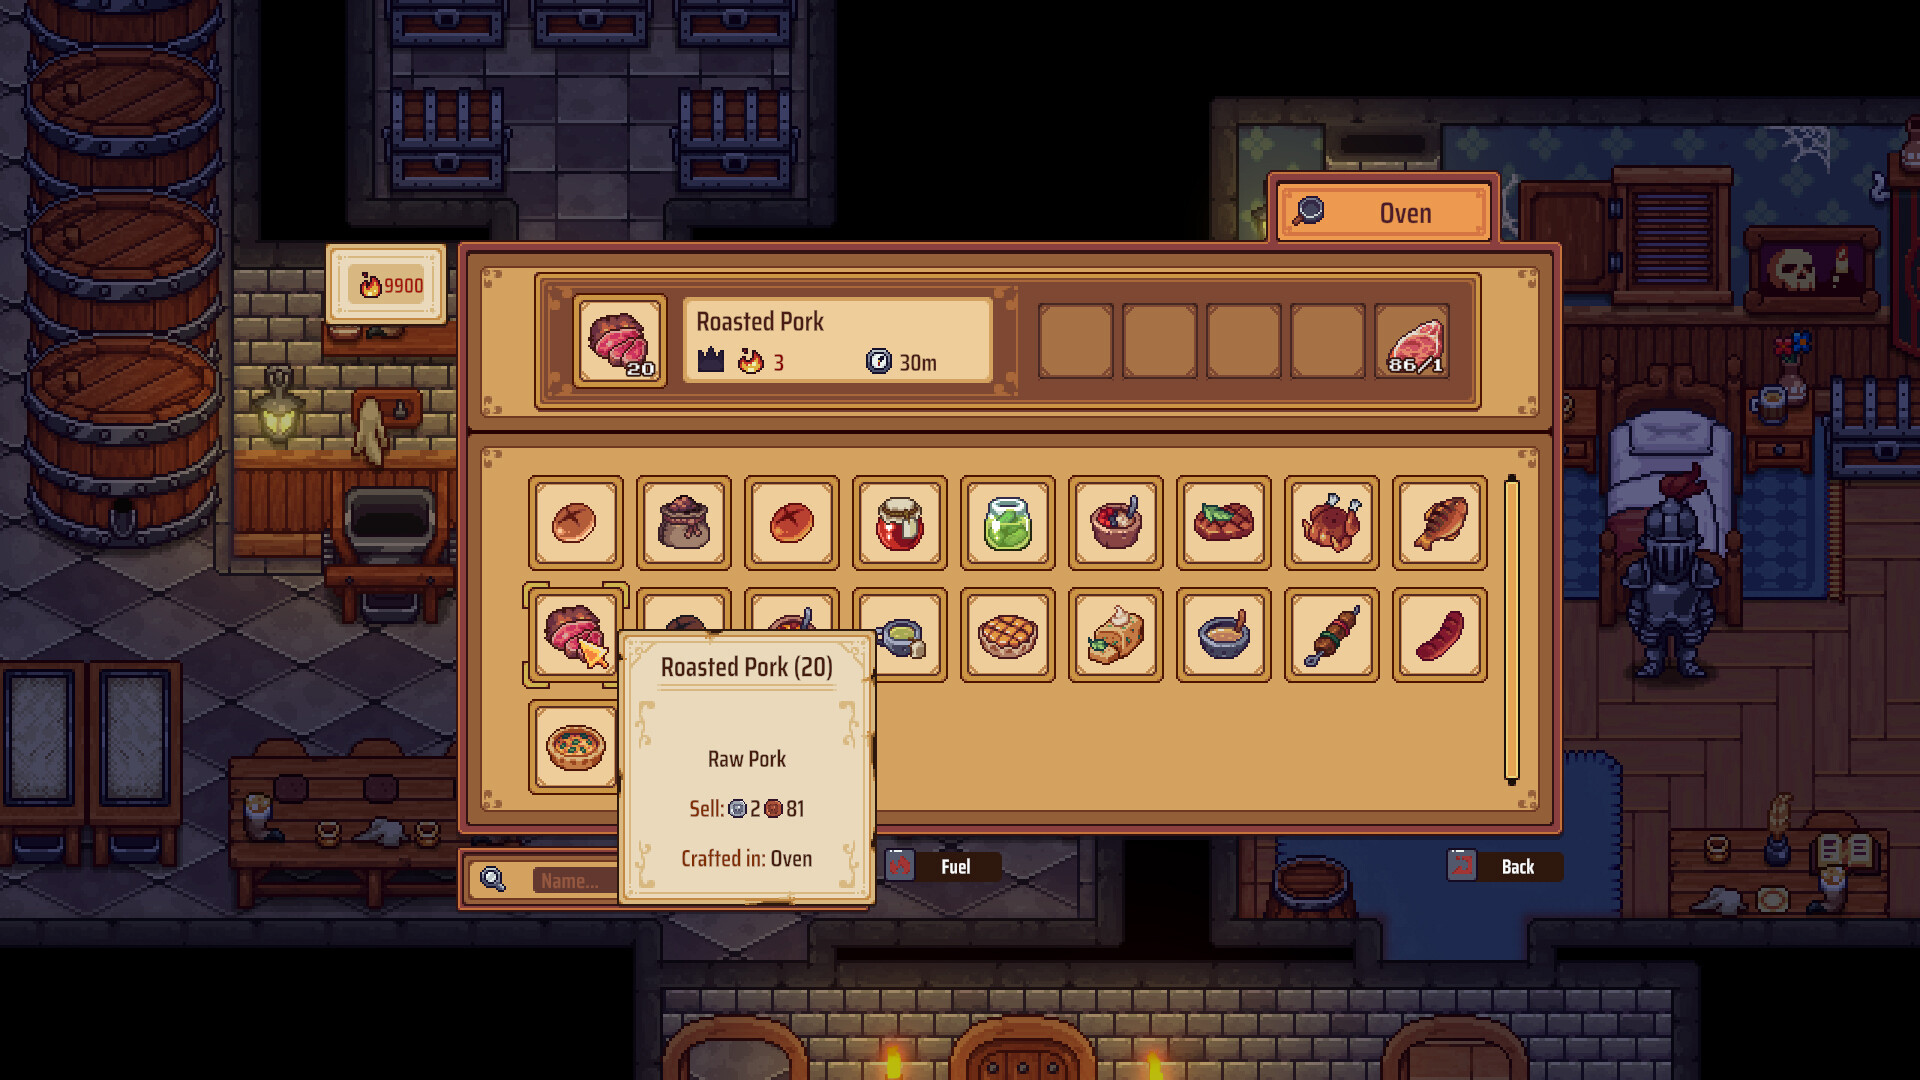 Oven
9900
Roasted Pork
20
3
30m
86/1
Roasted Pork (20)
Raw Pork
Sell: 2 81
Crafted in: Oven
Name...
Fuel
Back